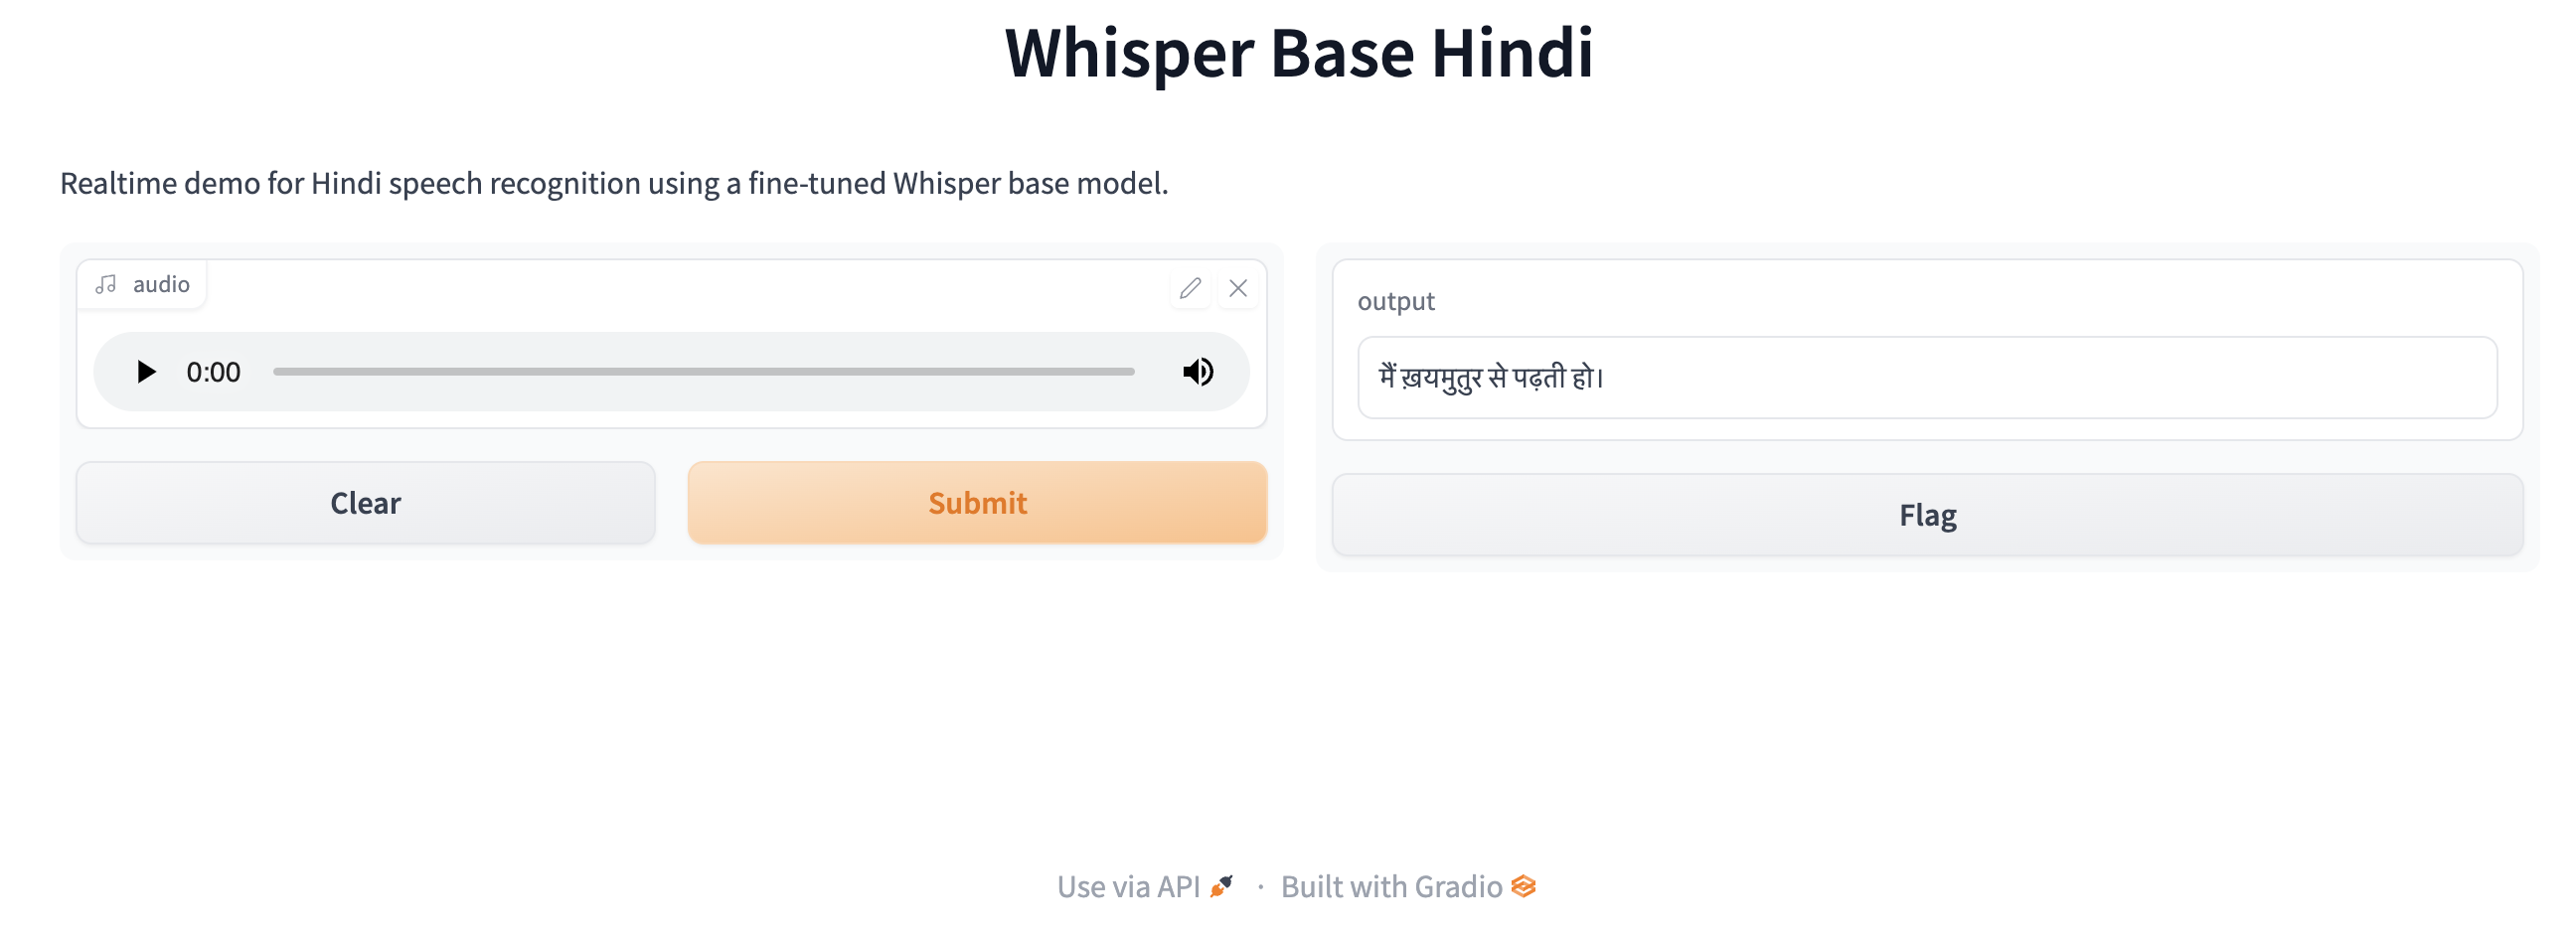 Whisper Base Hindi
Realtime demo for Hindi speech recognition using a fine-tuned Whisper base model.
audio
0:00
Clear
Submit
output
मैं ख़यमुतुर से पढ़ती हो।
Flag
Use via API · Built with Gradio